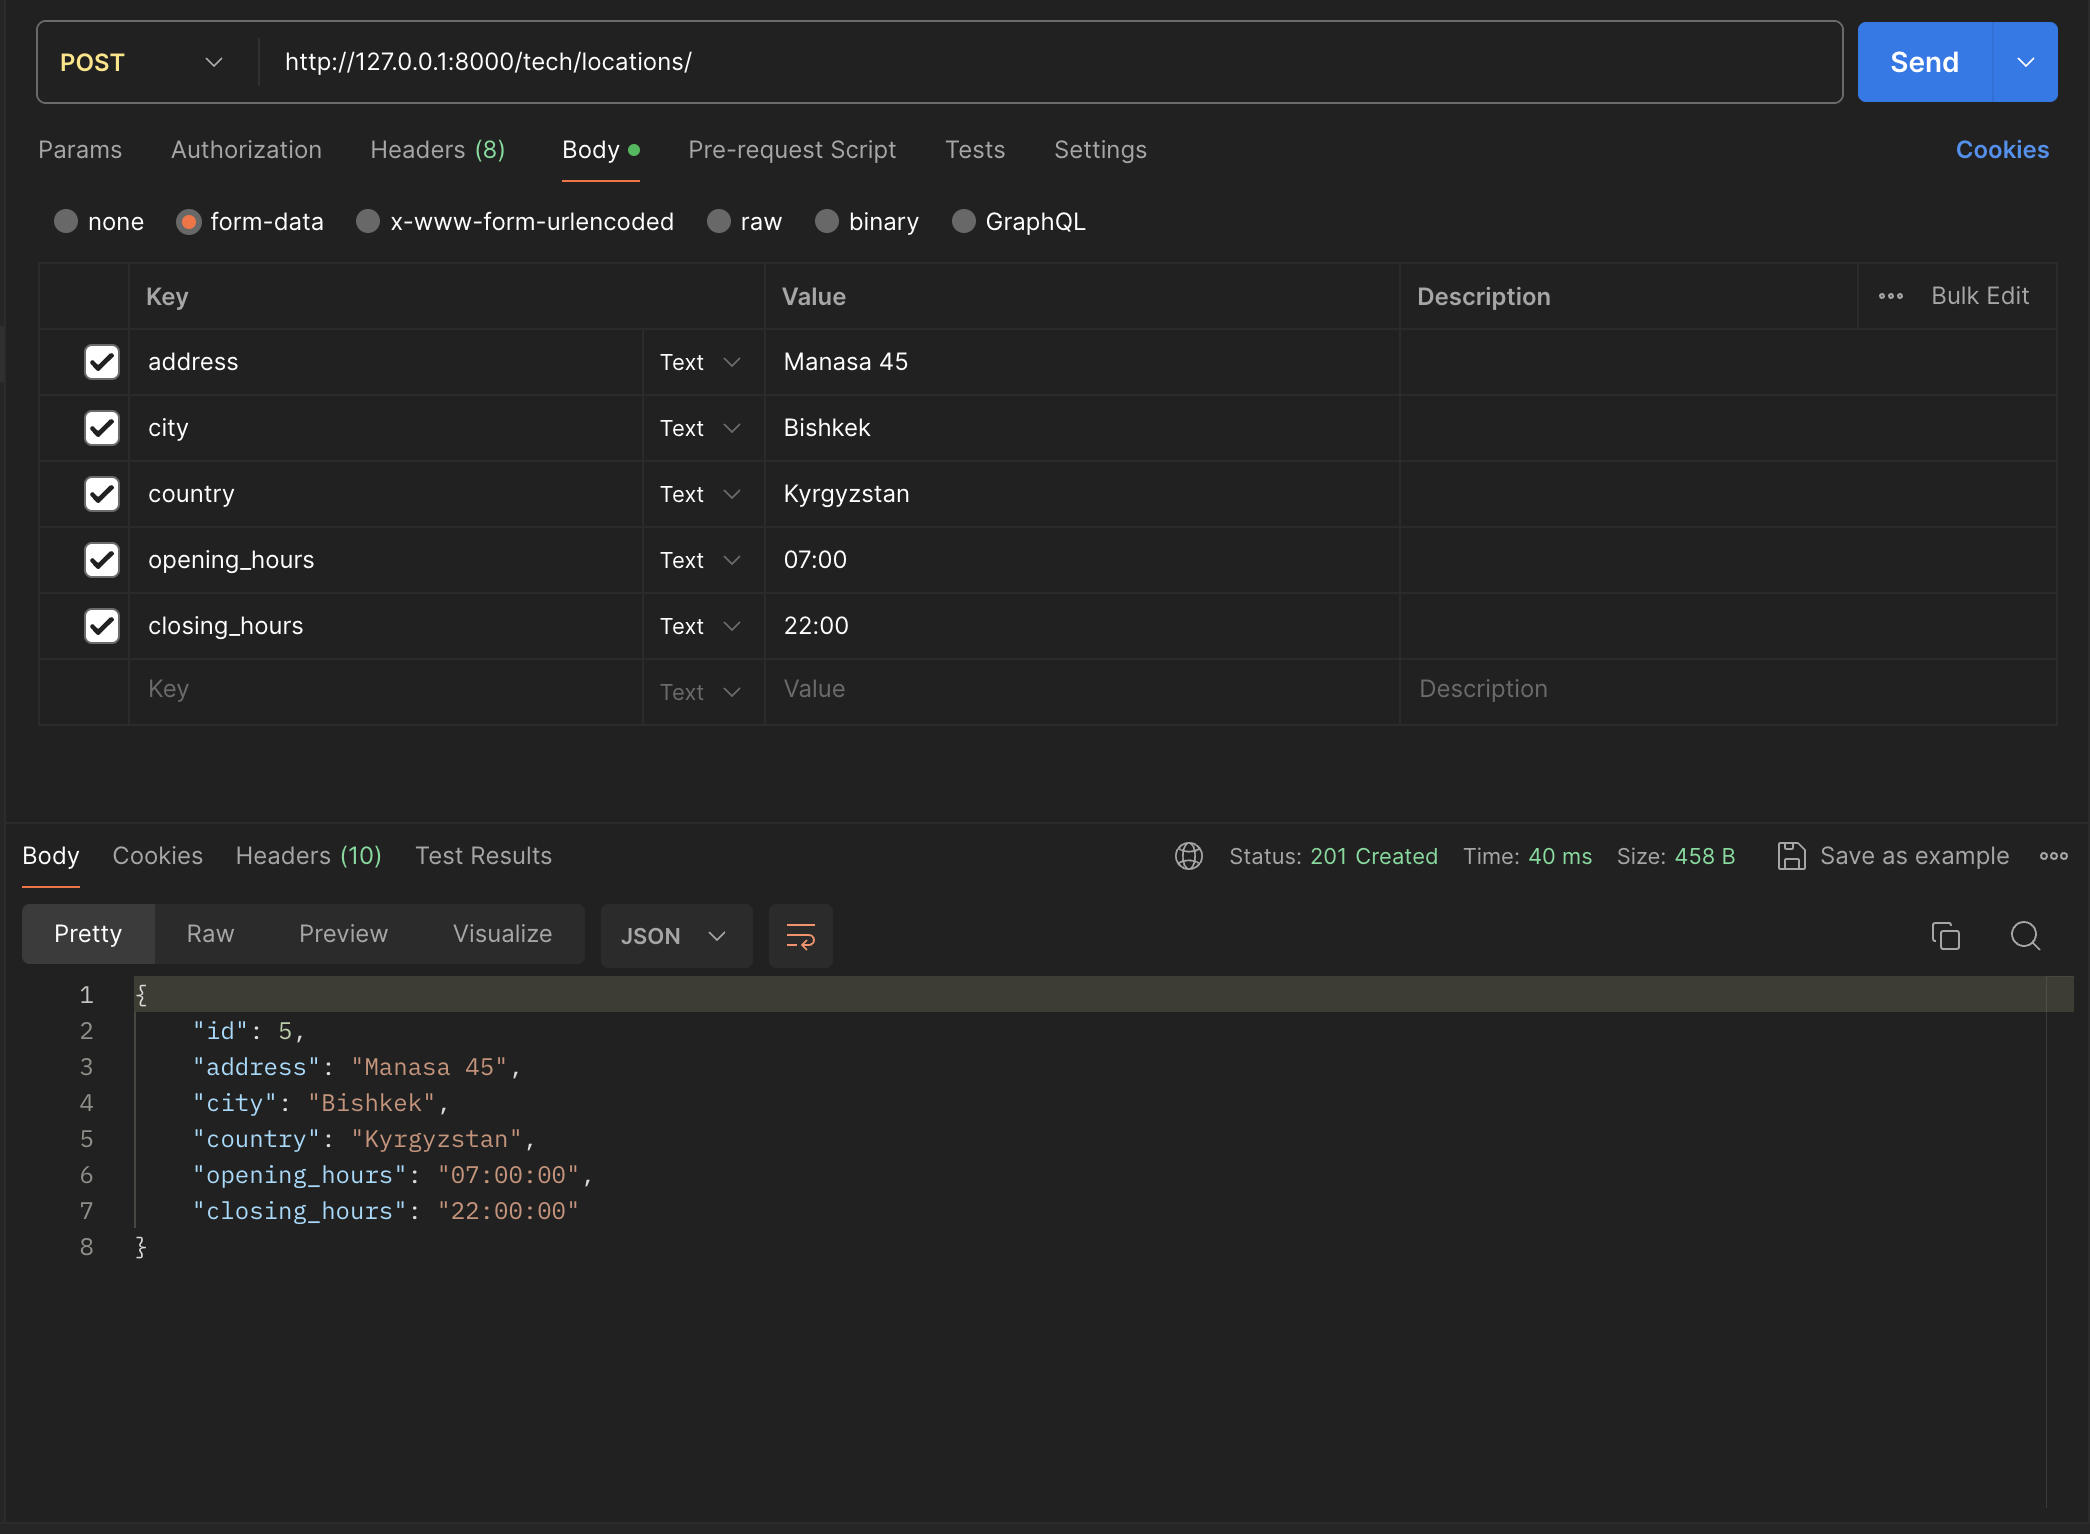 POST http://127.0.0.1:8000/tech/locations/ Send
Params Authorization Headers (8) Body Pre-request Script Tests Settings Cookies
none form-data x-www-form-urlencoded raw binary GraphQL
Key Value Description Bulk Edit
address Text Manasa 45
city Text Bishkek
country Text Kyrgyzstan
opening_hours Text 07:00
closing_hours Text 22:00
Key Text Value Description
Body Cookies Headers (10) Test Results Status: 201 Created Time: 40 ms Size: 458 B Save as example
Pretty Raw Preview Visualize JSON
1 {
2 "id": 5,
3 "address": "Manasa 45",
4 "city": "Bishkek",
5 "country": "Kyrgyzstan",
6 "opening_hours": "07:00:00",
7 "closing_hours": "22:00:00"
8 }